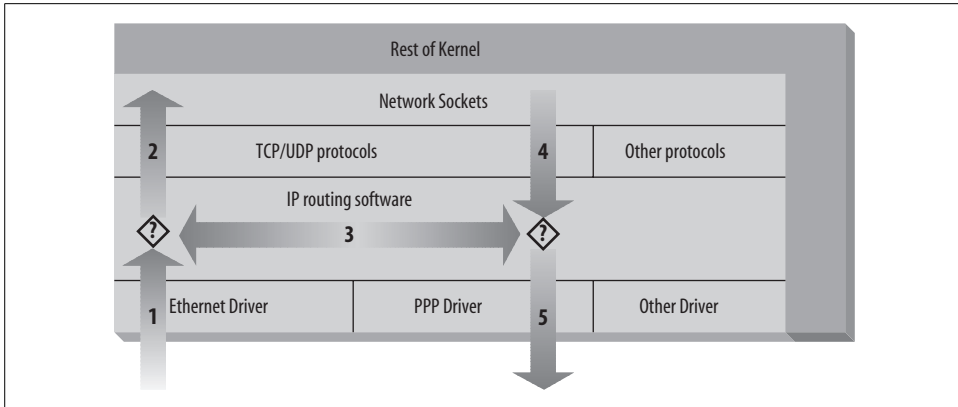 Rest of Kernel
Network Sockets
2
TCP/UDP protocols
4
Other protocols
IP routing software
?
3
?
1
Ethernet Driver
PPP Driver
5
Other Driver